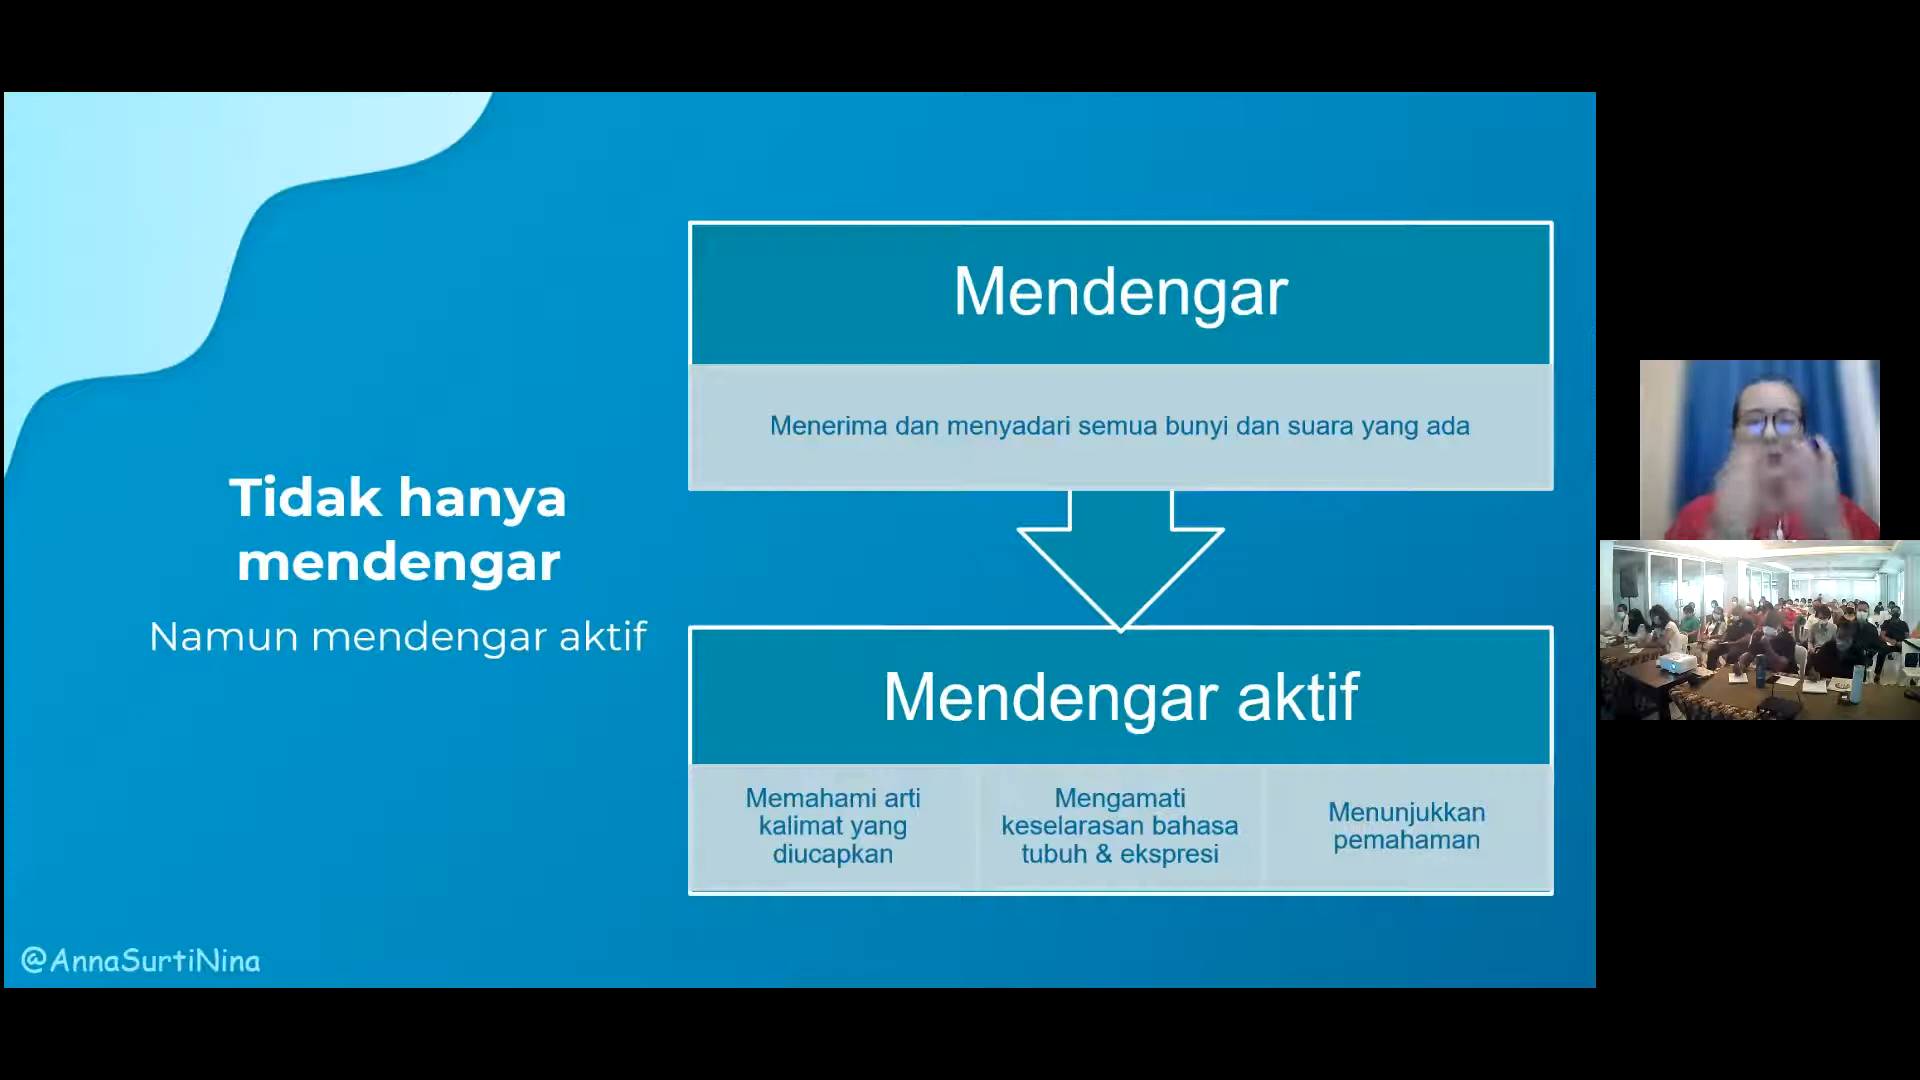 Tidak hanya
mendengar
Namun mendengar aktif
Mendengar
Menerima dan menyadari semua bunyi dan suara yang ada
Mendengar aktif
Memahami arti
kalimat yang
diucapkan
Mengamati
keselarasan bahasa
tubuh & ekspresi
Menunjukkan
pemahaman
@AnnaSurtiNina